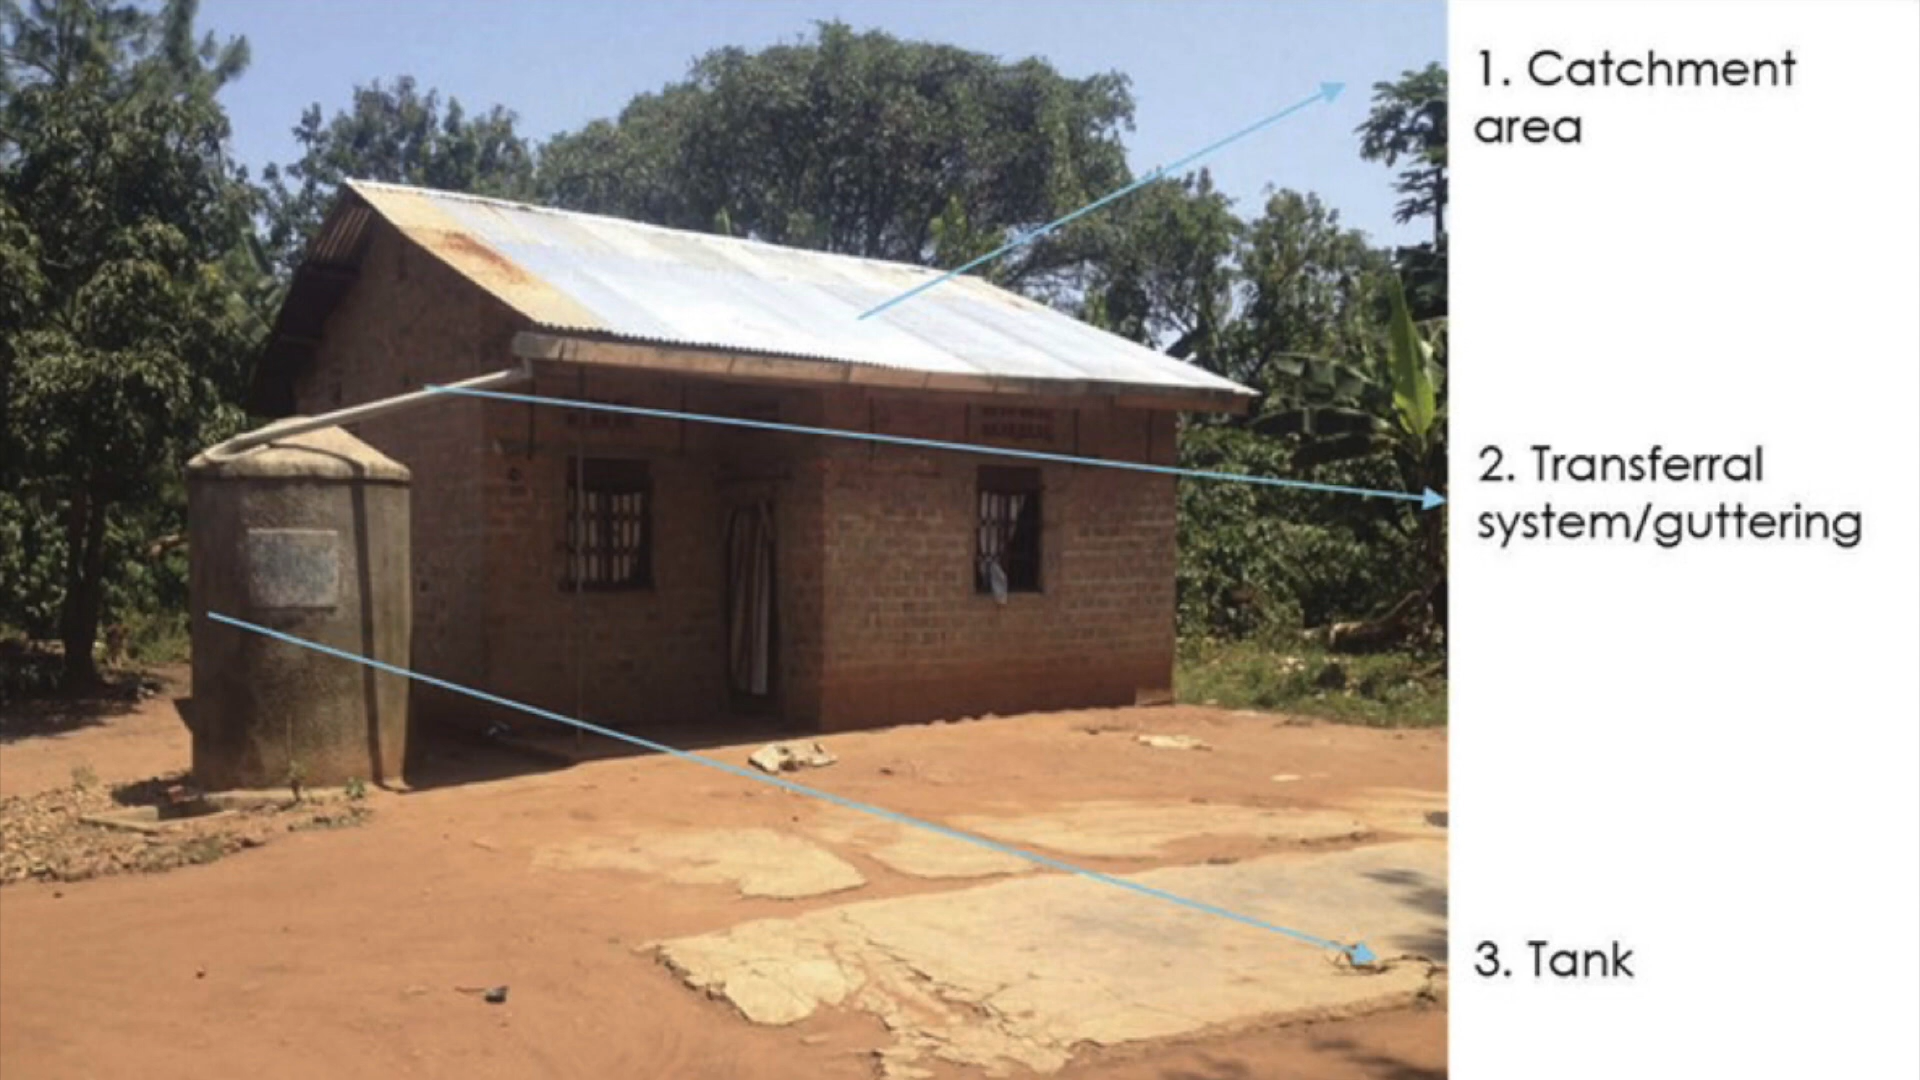 1. Catchment
area
2. Transferral
system/guttering
3. Tank